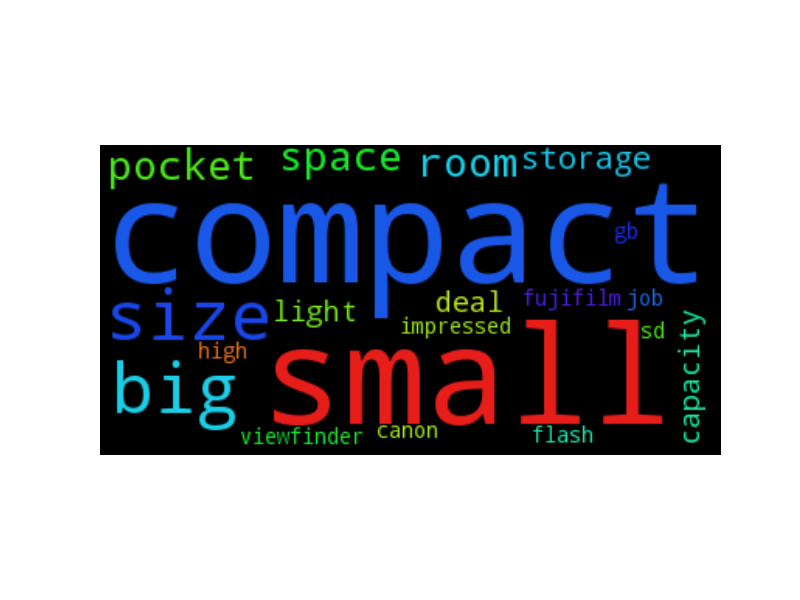 pocket space room storage
compact
gb
size light deal fujifilm job
impressed sd
high
big small capacity
viewfinder canon flash